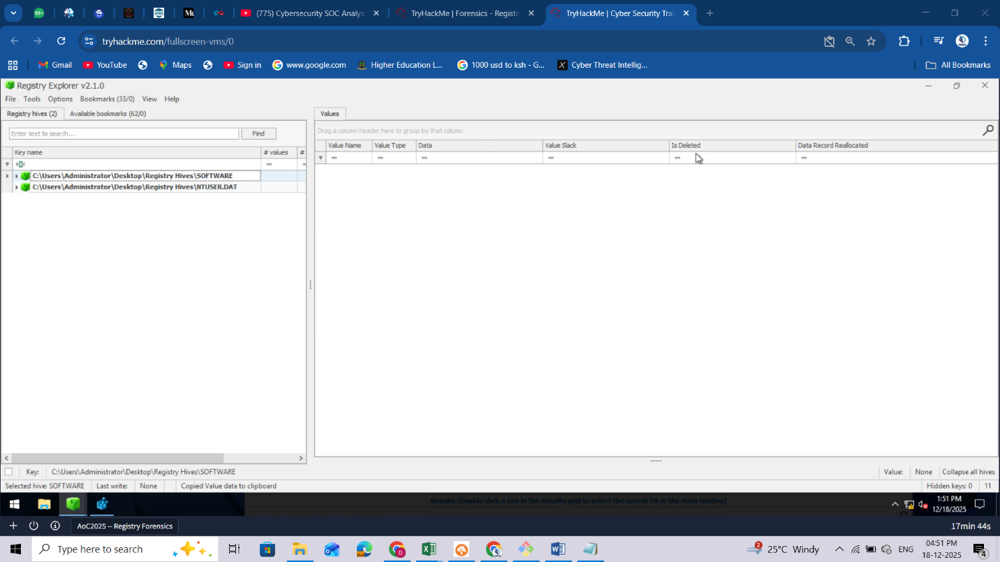 99+
(775) Cybersecurity SOC Analys
TryHackMe | Forensics - Registr
TryHackMe | Cyber Security Trai
tryhackme.com/fullscreen-vms/0
Gmail
YouTube
Maps
Sign in
www.google.com
Higher Education L...
1000 usd to ksh - G...
Cyber Threat Intellig...
All Bookmarks
Registry Explorer v2.1.0
File Tools Options Bookmarks (33/0) View Help
Registry hives (2) Available bookmarks (62/0)
Values
Enter text to search...
Find
Drag a column header here to group by that column
Key name # values #
Value Name Value Type Data Value Slack Is Deleted Data Record Reallocated
= =
= = = = = =
C:\Users\Administrator\Desktop\Registry Hives\SOFTWARE
C:\Users\Administrator\Desktop\Registry Hives\NTUSER.DAT
Key: C:\Users\Administrator\Desktop\Registry Hives\SOFTWARE
Value: None Collapse all hives
Selected hive: SOFTWARE Last write: None Copied Value data to clipboard
Hidden keys: 0 11
Results (Double click a row in the Results grid to select the search hit in the main window)
1:51 PM
12/18/2025
AoC2025 -- Registry Forensics
17min 44s
Type here to search
2
25°C Windy
ENG
04:51 PM
18-12-2025
4